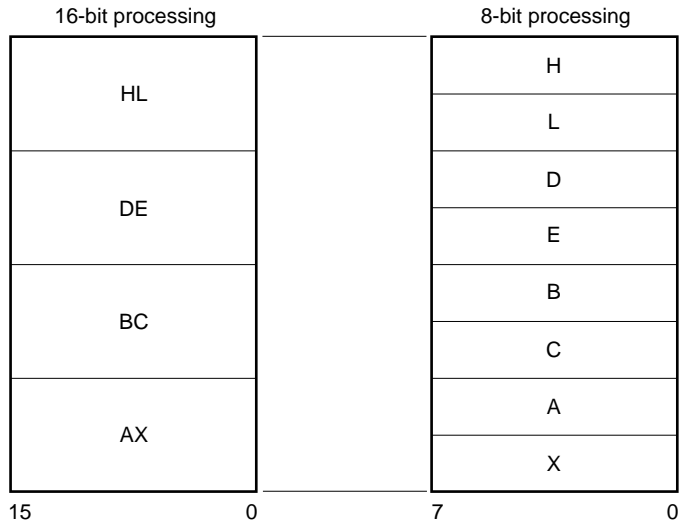 16-bit processing
8-bit processing
HL
DE
BC
AX
H
L
D
E
B
C
A
X
15 0
7 0